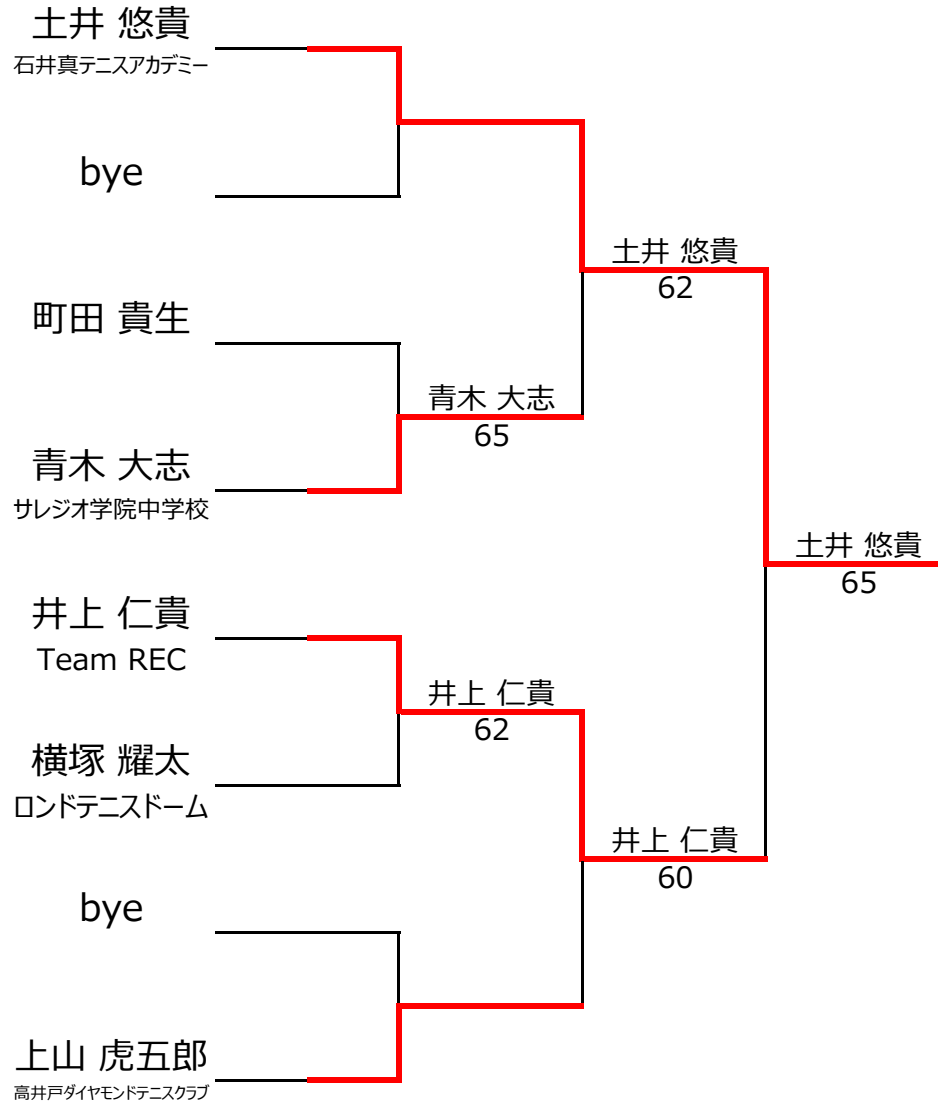 土井 悠貴
石井真テニスアカデミー
bye
町田 貴生
青木 大志
サレジオ学院中学校
井上 仁貴
Team REC
横塚 耀太
ロンドテニスドーム
bye
上山 虎五郎
高井戸ダイヤモンドテニスクラブ
青木 大志
65
井上 仁貴
62
土井 悠貴
62
井上 仁貴
60
土井 悠貴
65